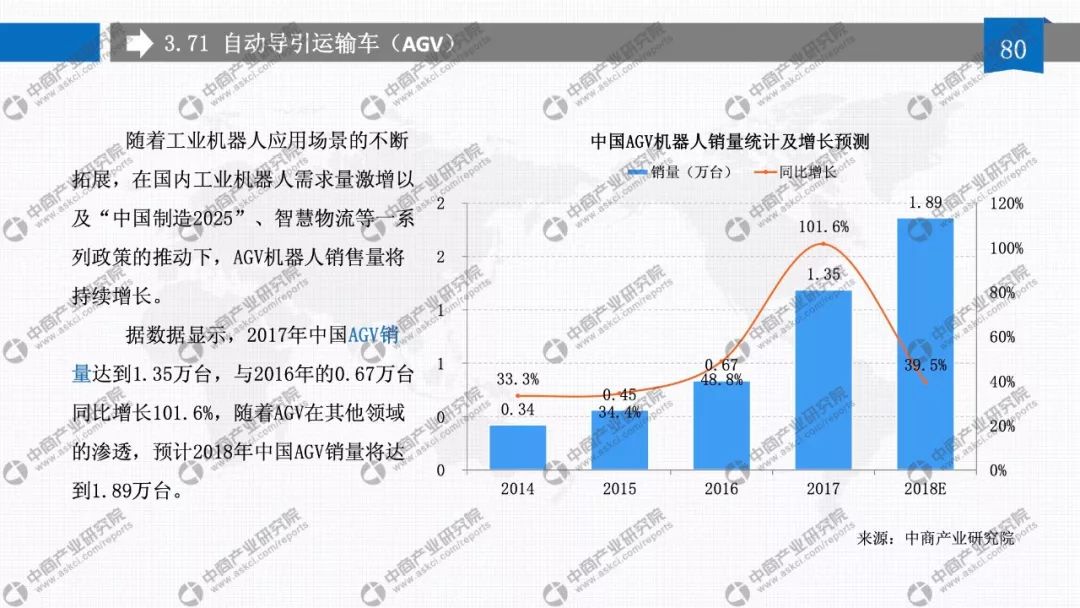 3.71 自动导引运输车（AGV）
80
随着工业机器人应用场景的不断
拓展，在国内工业机器人需求量激增以
及“中国制造2025”、智慧物流等一系
列政策的推动下，AGV机器人销售量将
持续增长。
据数据显示，2017年中国AGV销
量达到1.35万台，与2016年的0.67万台
同比增长101.6%，随着AGV在其他领域
的渗透，预计2018年中国AGV销量将达
到1.89万台。
中国AGV机器人销量统计及增长预测
销量（万台） 同比增长
2
2
1
1
0
0
120%
100%
80%
60%
40%
20%
0%
0.34
0.45
0.67
1.35
1.89
33.3%
34.4%
48.8%
101.6%
39.5%
2014 2015 2016 2017 2018E
来源：中商产业研究院
中商产业研究院
www.askci.com/reports